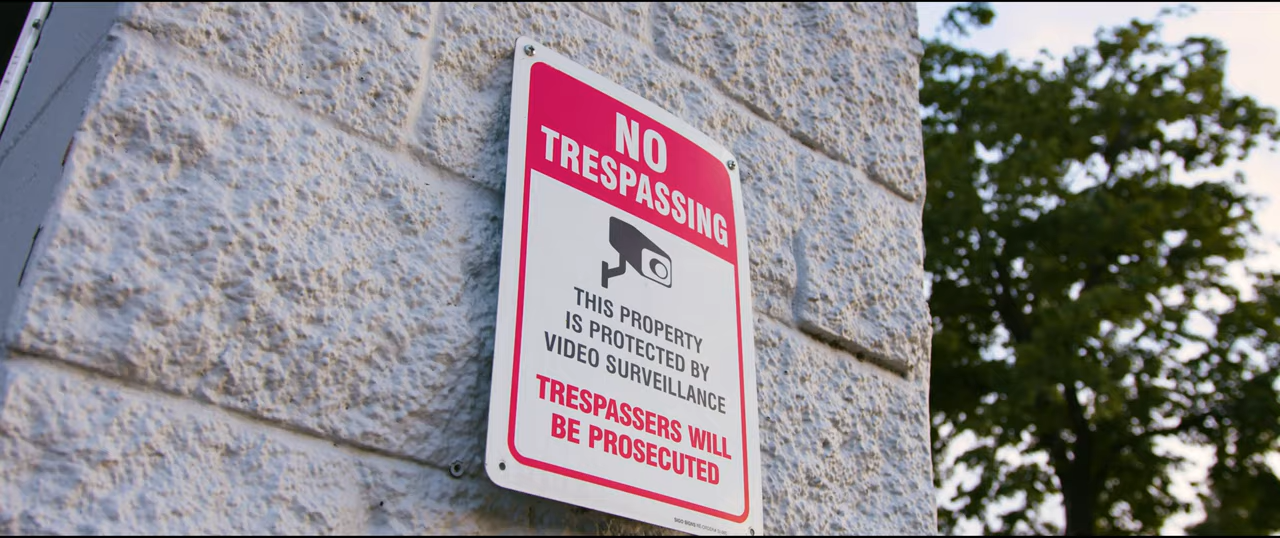 NO
TRESPASSING
THIS PROPERTY
IS PROTECTED BY
VIDEO SURVEILLANCE
TRESPASSERS WILL
BE PROSECUTED